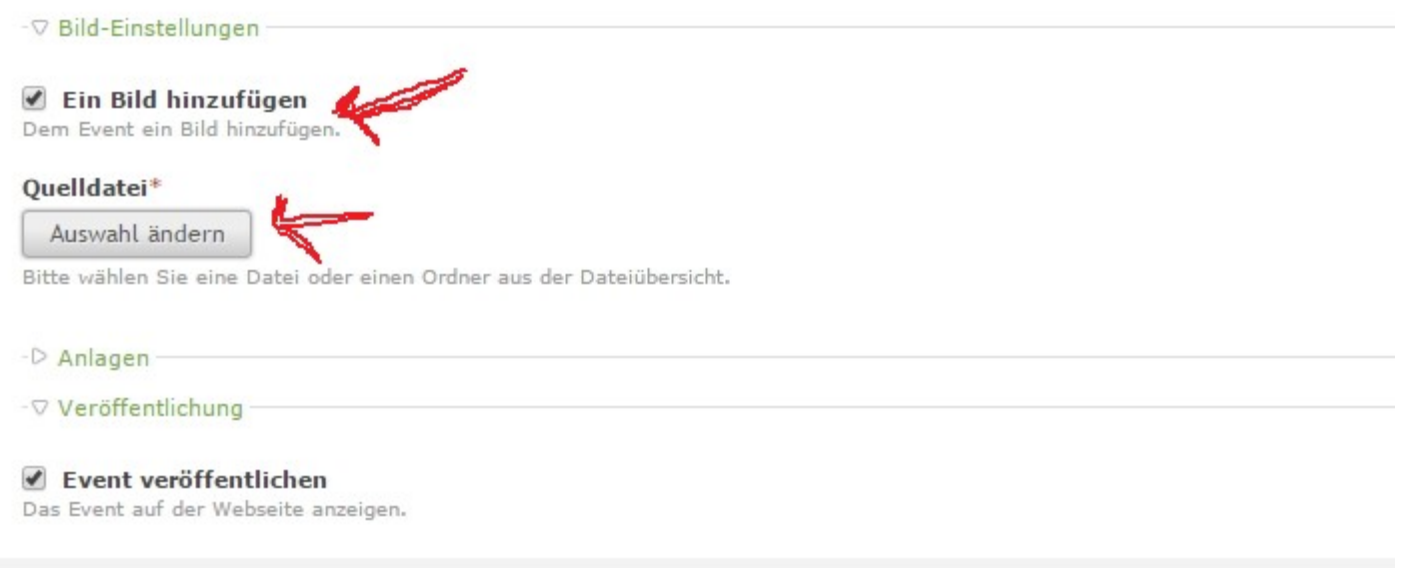 Bild-Einstellungen
Ein Bild hinzufügen
Dem Event ein Bild hinzufügen.
Quelldatei*
Auswahl ändern
Bitte wählen Sie eine Datei oder einen Ordner aus der Dateiübersicht.
Anlagen
Veröffentlichung
Event veröffentlichen
Das Event auf der Webseite anzeigen.